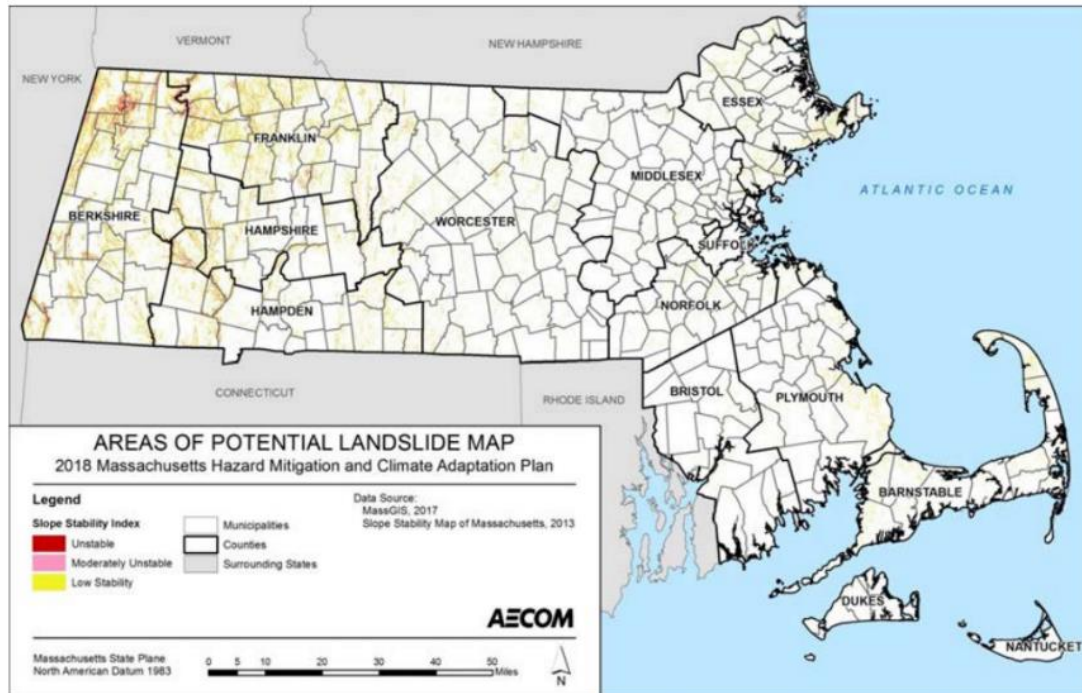 VERMONT
NEW HAMPSHIRE
NEW YORK
ESSEX
FRANKLIN
MIDDLESEX
ATLANTIC OCEAN
BERKSHIRE
HAMPSHIRE
WORCESTER
SUFFOLK
NORFOLK
HAMPDEN
CONNECTICUT
RHODE ISLAND
BRISTOL
PLYMOUTH
BARNSTABLE
DUKES
NANTUCKET
AREAS OF POTENTIAL LANDSLIDE MAP
2018 Massachusetts Hazard Mitigation and Climate Adaptation Plan
Legend
Slope Stability Index
Unstable
Moderately Unstable
Low Stability
Municipalities
Counties
Surrounding States
Data Source:
MassGIS, 2017
Slope Stability Map of Massachusetts, 2013
AECOM
Massachusetts State Plane
North American Datum 1983
0 5 10 20 30 40 50
Miles
N